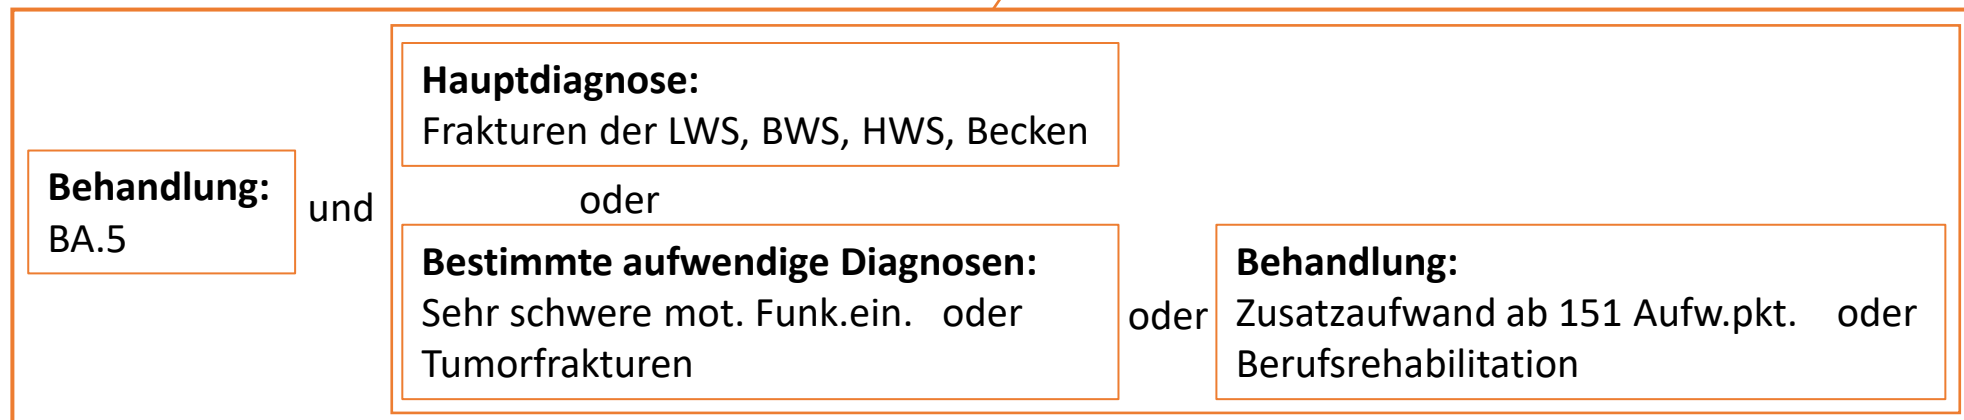 Behandlung:
BA.5
und
Hauptdiagnose:
Frakturen der LWS, BWS, HWS, Becken
oder
Bestimmte aufwendige Diagnosen:
Sehr schwere mot. Funk.ein. oder
Tumorfrakturen
oder
Behandlung:
Zusatzaufwand ab 151 Aufw.pkt. oder
Berufsrehabilitation